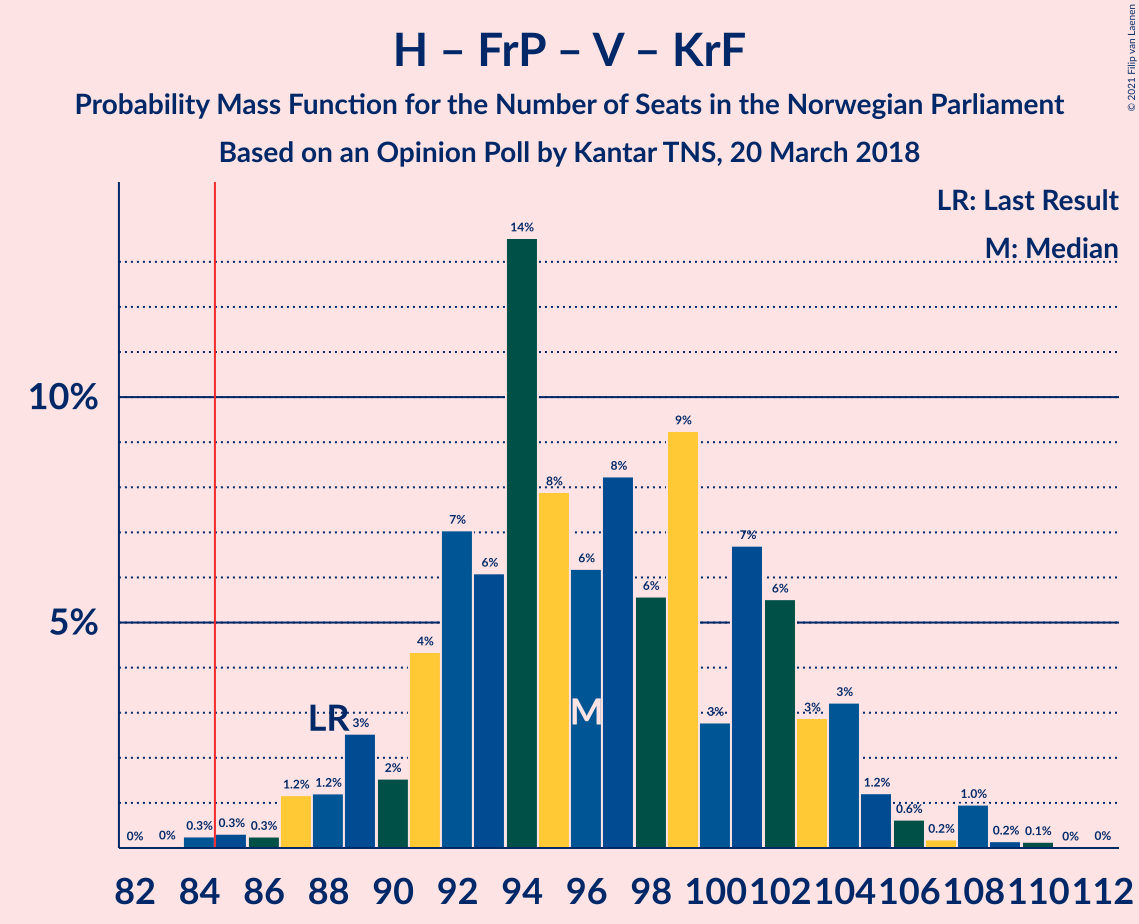 H – FrP – V – KrF
Probability Mass Function for the Number of Seats in the Norwegian Parliament
Based on an Opinion Poll by Kantar TNS, 20 March 2018
© 2021 Filip van Laenen
LR: Last Result
M: Median
10%
5%
0% 0% 0.3% 0.3% 0.3% 1.2% 1.2% 3% 2% 4% 7% 6% 14% 8% 6% 8% 6% 9% 3% 7% 6% 3% 3% 1.2% 0.6% 0.2% 1.0% 0.2% 0.1% 0% 0%
LR
M
82 84 86 88 90 92 94 96 98 100 102 104 106 108 110 112